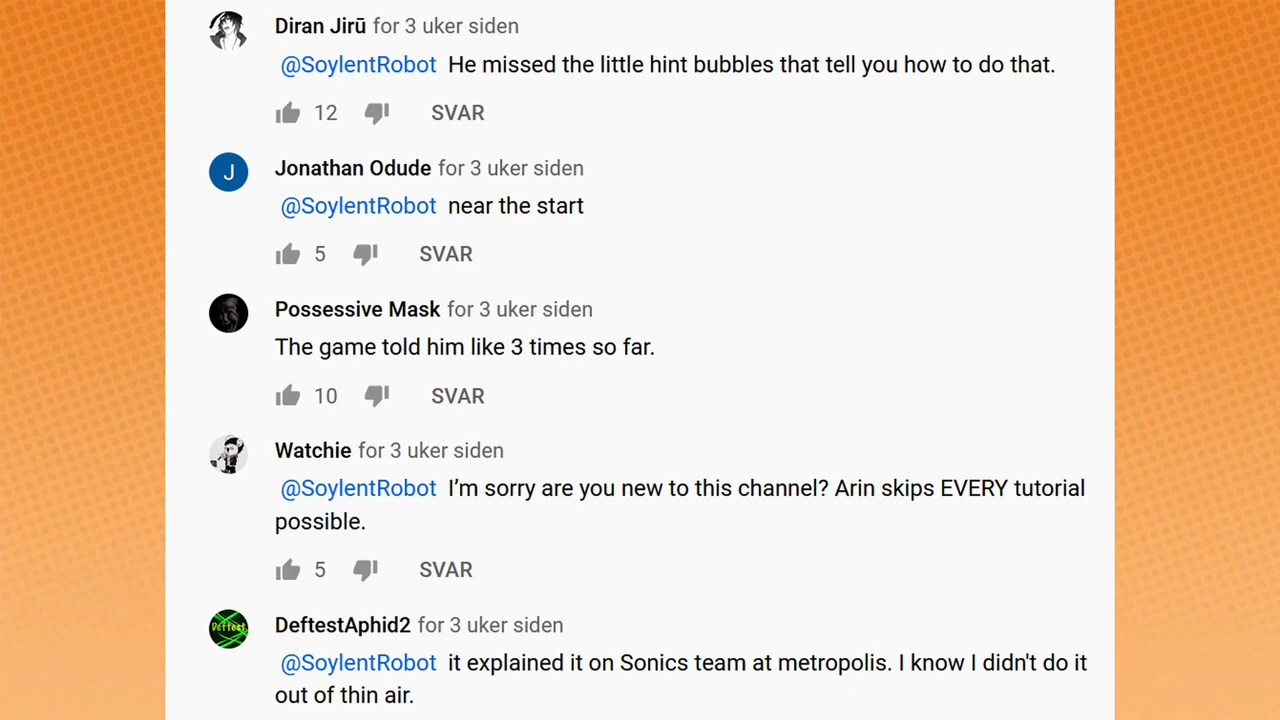 Diran Jirū for 3 uker siden
@SoylentRobot He missed the little hint bubbles that tell you how to do that.
12 SVAR
J
Jonathan Odude for 3 uker siden
@SoylentRobot near the start
5 SVAR
Possessive Mask for 3 uker siden
The game told him like 3 times so far.
10 SVAR
Watchie for 3 uker siden
@SoylentRobot I’m sorry are you new to this channel? Arin skips EVERY tutorial
possible.
5 SVAR
Deftest
DeftestAphid2 for 3 uker siden
@SoylentRobot it explained it on Sonics team at metropolis. I know I didn't do it
out of thin air.